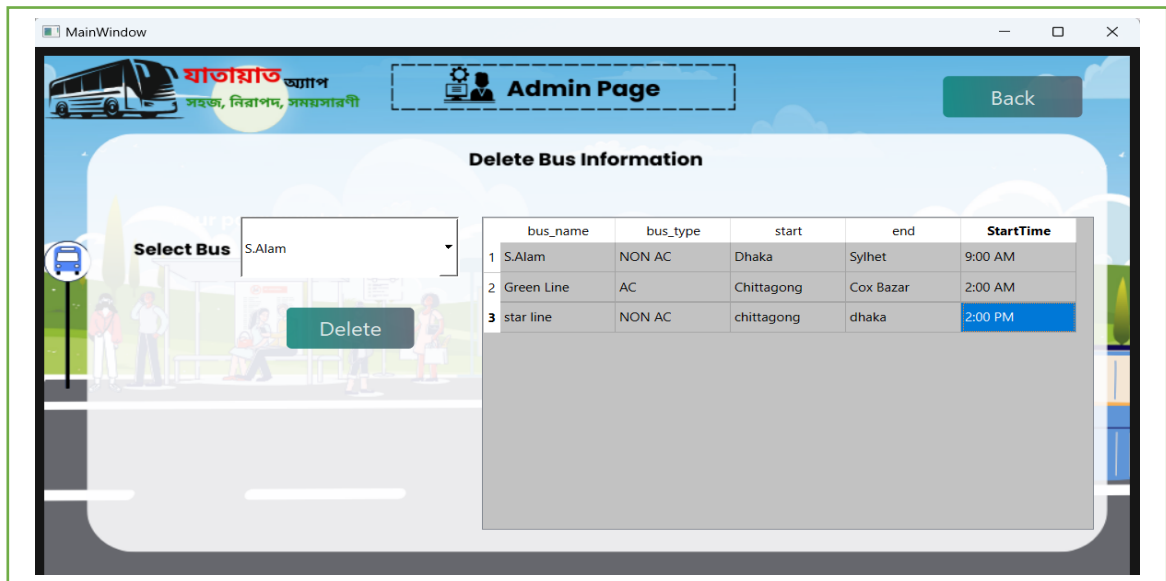 MainWindow
যাতায়াত অ্যাপ
সহজ, নিরাপদ, সময়সারণী
Admin Page
Back
Delete Bus Information
Select Bus S.Alam
Delete
bus_name bus_type start end StartTime
1 S.Alam NON AC Dhaka Sylhet 9:00 AM
2 Green Line AC Chittagong Cox Bazar 2:00 AM
3 star line NON AC chittagong dhaka 2:00 PM